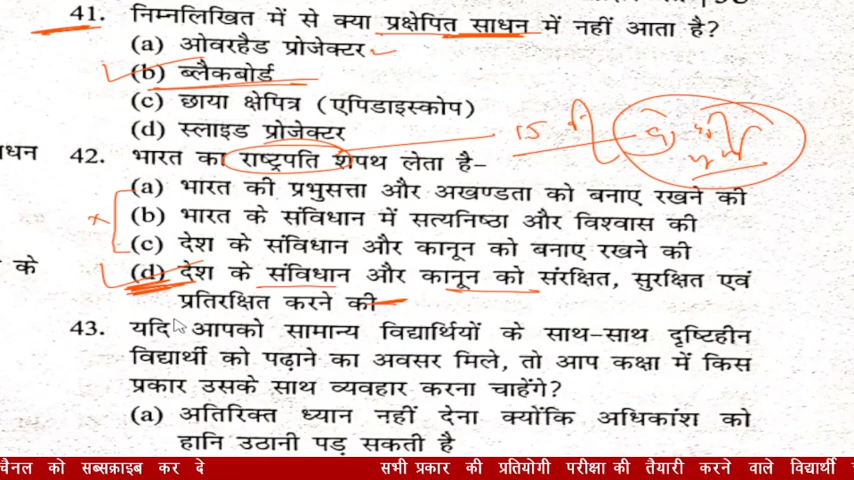 41. निम्नलिखित में से क्या प्रक्षेपित साधन में नहीं आता है?
(a) ओवरहैड प्रोजेक्टर
(b) ब्लैकबोर्ड
(c) छाया क्षेपित्र (एपिडाइस्कोप)
(d) स्लाइड प्रोजेक्टर
42. भारत का राष्ट्रपति शपथ लेता है–
(a) भारत की प्रभुसत्ता और अखण्डता को बनाए रखने की
(b) भारत के संविधान में सत्यनिष्ठा और विश्वास की
(c) देश के संविधान और कानून को बनाए रखने की
(d) देश के संविधान और कानून को संरक्षित, सुरक्षित एवं
प्रतिरक्षित करने की
43. यदि आपको सामान्य विद्यार्थियों के साथ–साथ दृष्टिहीन
विद्यार्थी को पढ़ाने का अवसर मिले, तो आप कक्षा में किस
प्रकार उसके साथ व्यवहार करना चाहेंगे?
(a) अतिरिक्त ध्यान नहीं देना क्योंकि अधिकांश को
हानि उठानी पड़ सकती है
के
चैनल को सब्सक्राइब कर दे सभी प्रकार की प्रतियोगी परीक्षा की तैयारी करने वाले विद्यार्थी